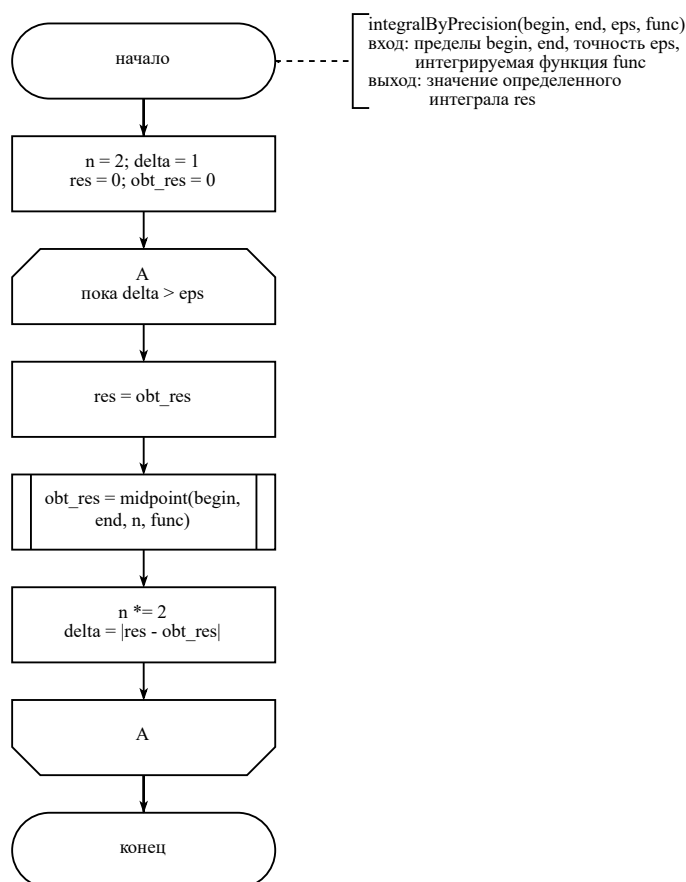 начало
integralByPrecision(begin, end, eps, func)
вход: пределы begin, end, точность eps,
интегрируемая функция func
выход: значение определенного
интеграла res
n = 2; delta = 1
res = 0; obt_res = 0
A
пока delta > eps
res = obt_res
obt_res = midpoint(begin,
end, n, func)
n *= 2
delta = |res - obt_res|
A
конец